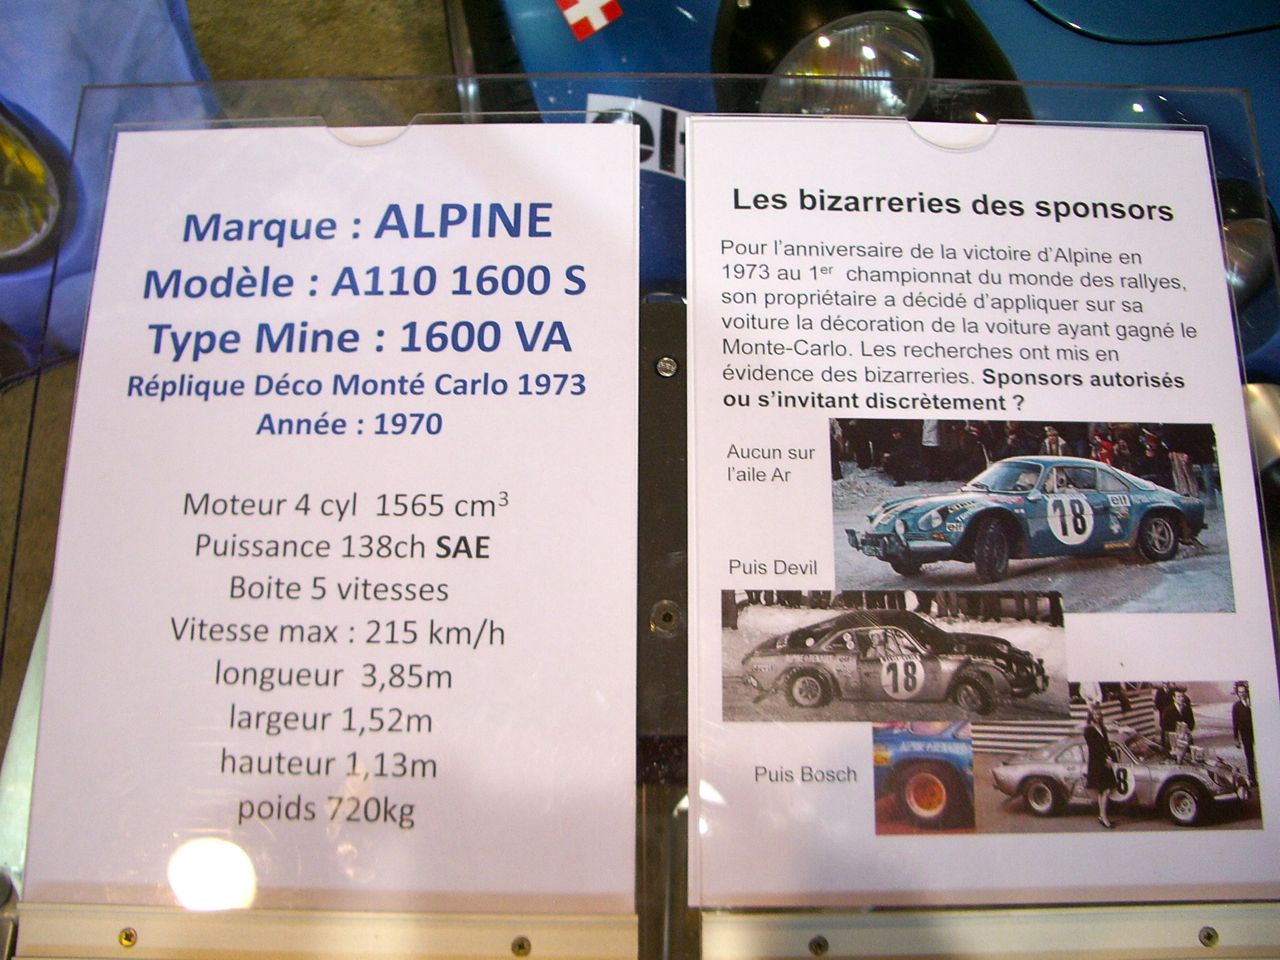 Marque : ALPINE
Modèle : A110 1600 S
Type Mine : 1600 VA
Réplique Déco Monté Carlo 1973
Année : 1970
Moteur 4 cyl 1565 cm³
Puissance 138ch SAE
Boite 5 vitesses
Vitesse max : 215 km/h
longueur 3,85m
largeur 1,52m
hauteur 1,13m
poids 720kg
Les bizarreries des sponsors
Pour l'anniversaire de la victoire d'Alpine en
1973 au 1er championnat du monde des rallyes,
son propriétaire a décidé d'appliquer sur sa
voiture la décoration de la voiture ayant gagné le
Monte-Carlo. Les recherches ont mis en
évidence des bizarreries. Sponsors autorisés
ou s'invitant discrètement ?
Aucun sur
l'aile Ar
elf
18
Puis Devil
18
Puis Bosch
8